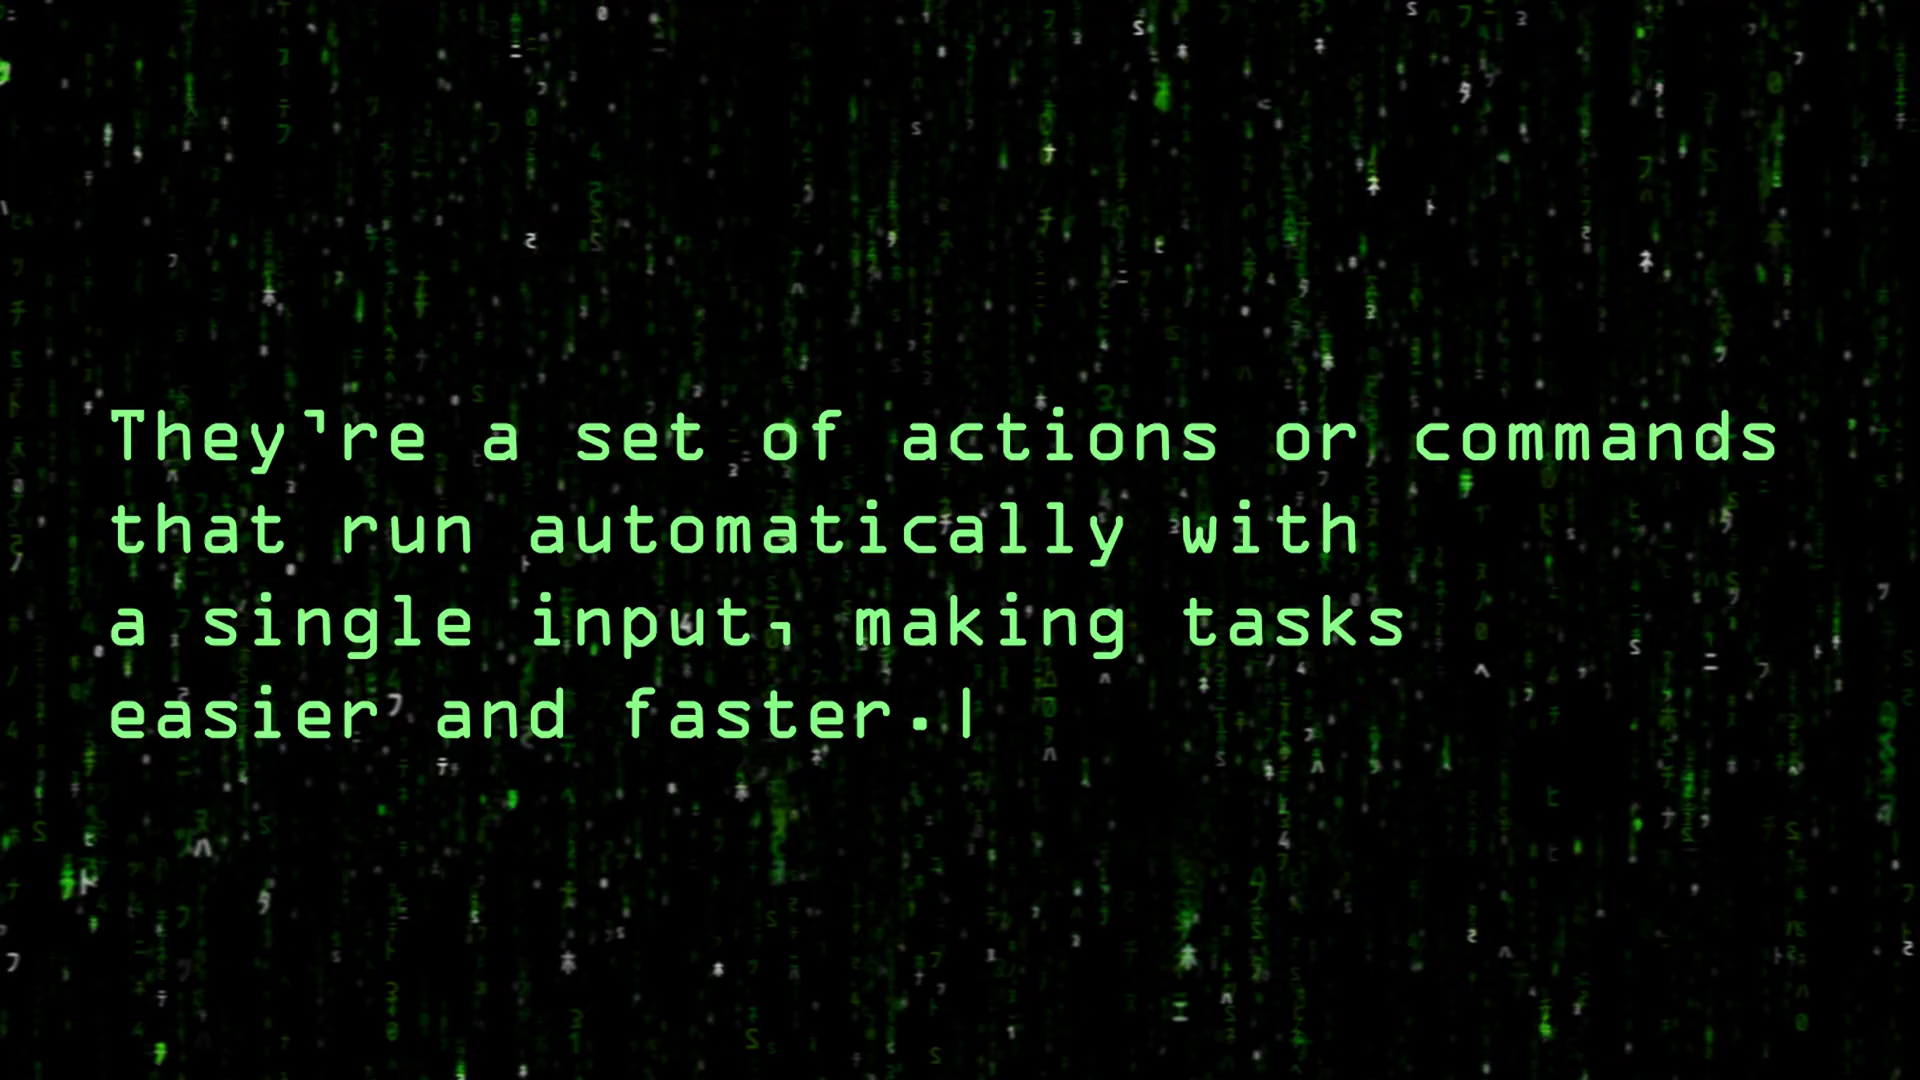 They're a set of actions or commands
that run automatically with
a single input, making tasks
easier and faster.|